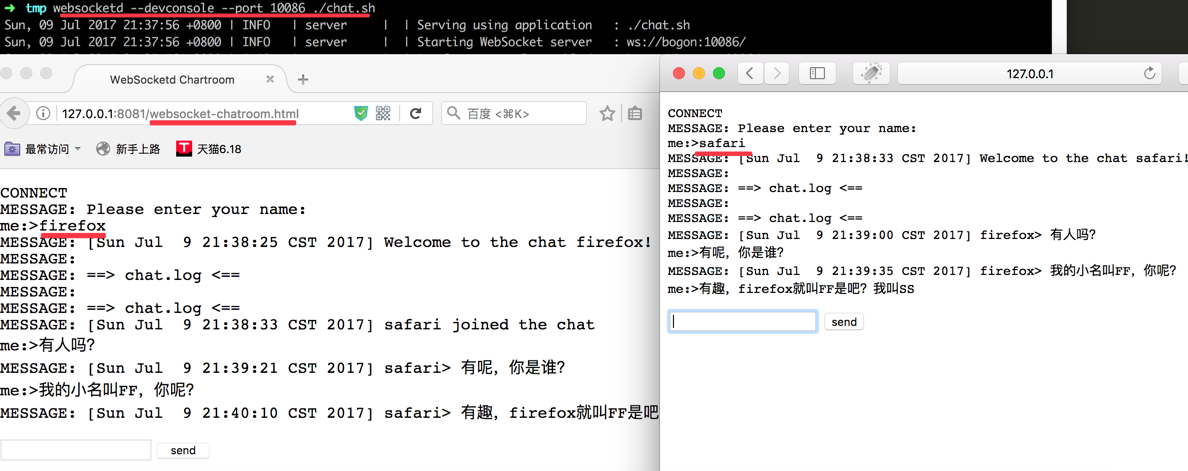 ➜ tmp websocketd --devconsole --port 10086 ./chat.sh
Sun, 09 Jul 2017 21:37:56 +0800 | INFO | server | | Serving using application : ./chat.sh
Sun, 09 Jul 2017 21:37:56 +0800 | INFO | server | | Starting WebSocket server : ws://bogon:10086/
WebSocketd Chartroom
127.0.0.1:8081/websocket-chatroom.html
百度 <⌘K>
最常访问
新手上路
天猫6.18
CONNECT
MESSAGE: Please enter your name:
me:>firefox
MESSAGE: [Sun Jul  9 21:38:25 CST 2017] Welcome to the chat firefox!
MESSAGE:
MESSAGE: ==> chat.log <==
MESSAGE:
MESSAGE: ==> chat.log <==
MESSAGE: [Sun Jul  9 21:38:33 CST 2017] safari joined the chat
me:>有人吗?
MESSAGE: [Sun Jul  9 21:39:21 CST 2017] safari> 有呢，你是谁?
me:>我的小名叫FF，你呢?
MESSAGE: [Sun Jul  9 21:40:10 CST 2017] safari> 有趣，firefox就叫FF是吧
send
127.0.0.1
CONNECT
MESSAGE: Please enter your name:
me:>safari
MESSAGE: [Sun Jul  9 21:38:33 CST 2017] Welcome to the chat safari!
MESSAGE:
MESSAGE: ==> chat.log <==
MESSAGE:
MESSAGE: ==> chat.log <==
MESSAGE: [Sun Jul  9 21:39:00 CST 2017] firefox> 有人吗?
me:>有呢，你是谁?
MESSAGE: [Sun Jul  9 21:39:35 CST 2017] firefox> 我的小名叫FF，你呢?
me:>有趣，firefox就叫FF是吧? 我叫SS
send